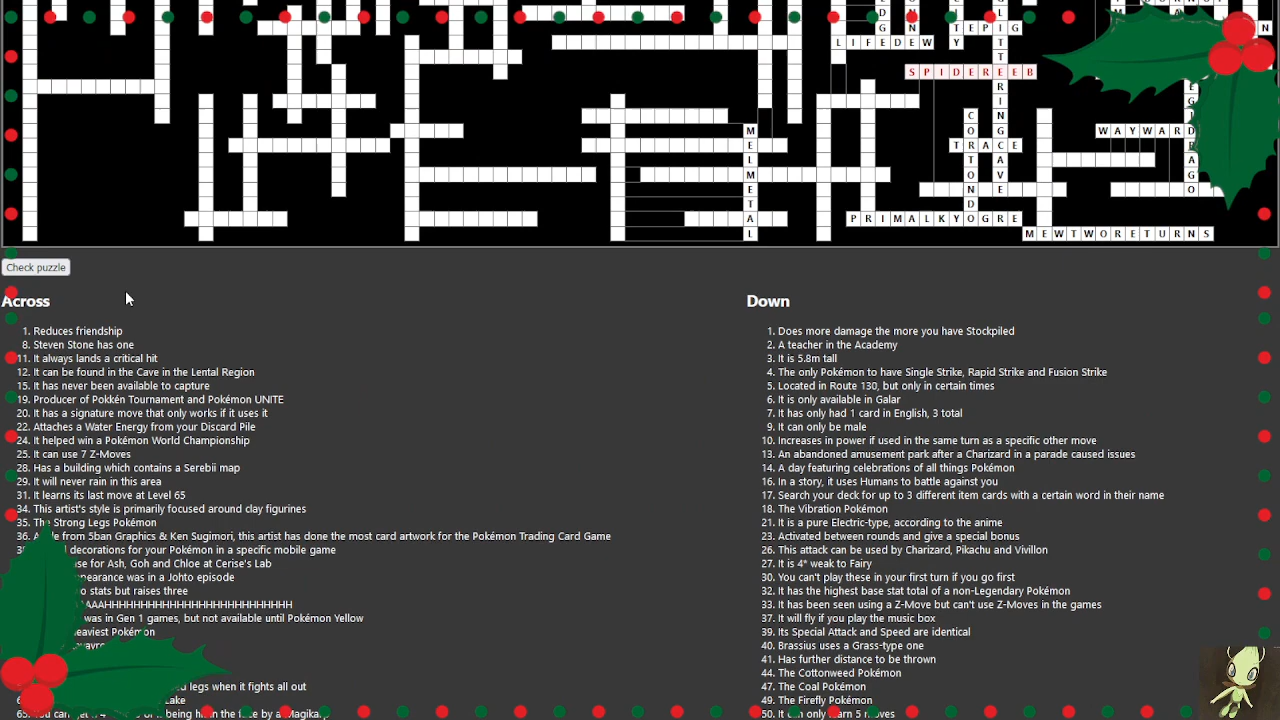 LIFEDEW
TEPIG
SPIDEREEB
WAYWARD
TRACE
MELMETAL
PRIMALKYOGRE
MEWTWORETURNS
Check puzzle
Across
1. Reduces friendship
8. Steven Stone has one
11. It always lands a critical hit
12. It can be found in the Cave in the Lental Region
15. It has never been available to capture
19. Producer of Pokkén Tournament and Pokémon UNITE
20. It has a signature move that only works if it uses it
22. Attaches a Water Energy from your Discard Pile
24. It helped win a Pokémon World Championship
25. It can use 7 Z-Moves
28. Has a building which contains a Serebii map
29. It will never rain in this area
31. It learns its last move at Level 65
34. This artist's style is primarily focused around clay figurines
35. The Strong Legs Pokémon
36. from 5ban Graphics & Ken Sugimori, this artist has done the most card artwork for the Pokémon Trading Card Game
decorations for your Pokémon in a specific mobile game
for Ash, Goh and Chloe at Cerise's Lab
was in a Johto episode
stats but raises three
AAAHHHHHHHHHHHHHHHHHHHHHHHHHH
was in Gen 1 games, but not available until Pokémon Yellow
Pokémon
legs when it fights all out
Lake
being hit in the face by a Magikarp
Down
1. Does more damage the more you have Stockpiled
2. A teacher in the Academy
3. It is 5.8m tall
4. The only Pokémon to have Single Strike, Rapid Strike and Fusion Strike
5. Located in Route 130, but only in certain times
6. It is only available in Galar
7. It has only had 1 card in English, 3 total
9. It can only be male
10. Increases in power if used in the same turn as a specific other move
13. An abandoned amusement park after a Charizard in a parade caused issues
14. A day featuring celebrations of all things Pokémon
16. In a story, it uses Humans to battle against you
17. Search your deck for up to 3 different item cards with a certain word in their name
18. The Vibration Pokémon
21. It is a pure Electric-type, according to the anime
23. Activated between rounds and give a special bonus
26. This attack can be used by Charizard, Pikachu and Vivillon
27. It is 4* weak to Fairy
30. You can't play these in your first turn if you go first
32. It has the highest base stat total of a non-Legendary Pokémon
33. It has been seen using a Z-Move but can't use Z-Moves in the games
37. It will fly if you play the music box
39. Its Special Attack and Speed are identical
40. Brassius uses a Grass-type one
41. Has further distance to be thrown
44. The Cottonweed Pokémon
47. The Coal Pokémon
49. The Firefly Pokémon
50. It can only learn 5 moves